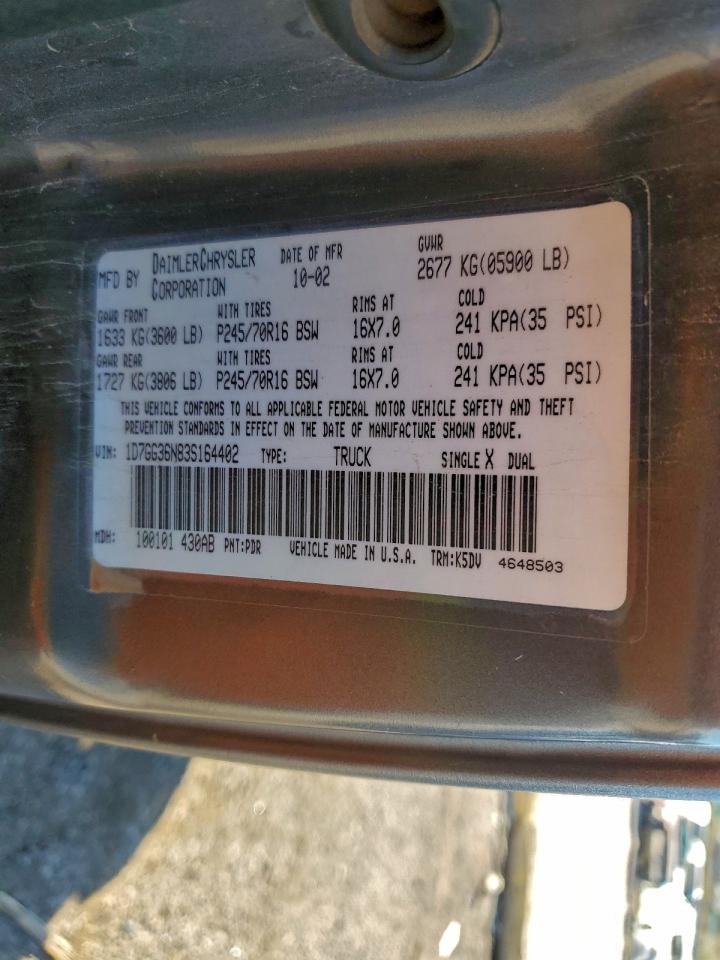 MFD BY DAIMLERCHRYSLER CORPORATION DATE OF MFR 10-02 GVWR 2677 KG(05900 LB)
GAWR FRONT WITH TIRES RIMS AT COLD
1633 KG(3600 LB) P245/70R16 BSW 16X7.0 241 KPA(35 PSI)
GAWR REAR WITH TIRES RIMS AT COLD
1727 KG(3806 LB) P245/70R16 BSW 16X7.0 241 KPA(35 PSI)
THIS VEHICLE CONFORMS TO ALL APPLICABLE FEDERAL MOTOR VEHICLE SAFETY AND THEFT
PREVENTION STANDARDS IN EFFECT ON THE DATE OF MANUFACTURE SHOWN ABOVE.
VIN: 1D7GG36N83S164402 TYPE: TRUCK SINGLE X DUAL
MDH: 100101 430AB PNT:PDR VEHICLE MADE IN U.S.A. TRM:K5DV 4648503